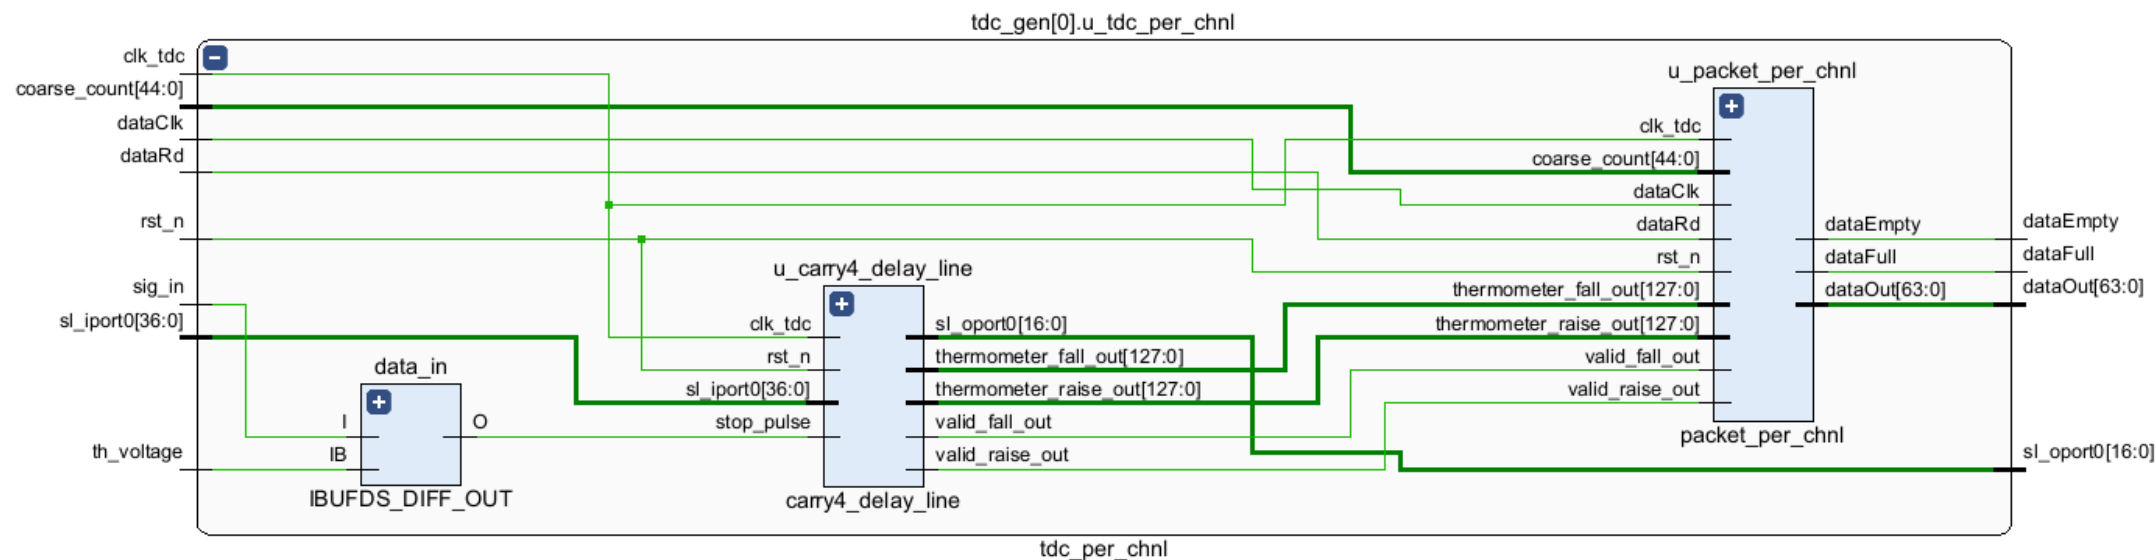 tdc_gen[0].u_tdc_per_chnl
clk_tdc
coarse_count[44:0]
dataClk
dataRd
rst_n
sig_in
sl_iport0[36:0]
th_voltage
data_in
I
IB
O
IBUFDS_DIFF_OUT
u_carry4_delay_line
clk_tdc
rst_n
sl_iport0[36:0]
stop_pulse
sl_oport0[16:0]
thermometer_fall_out[127:0]
thermometer_raise_out[127:0]
valid_fall_out
valid_raise_out
carry4_delay_line
u_packet_per_chnl
clk_tdc
coarse_count[44:0]
dataClk
dataRd
rst_n
thermometer_fall_out[127:0]
thermometer_raise_out[127:0]
valid_fall_out
valid_raise_out
dataEmpty
dataFull
dataOut[63:0]
packet_per_chnl
dataEmpty
dataFull
dataOut[63:0]
sl_oport0[16:0]
tdc_per_chnl